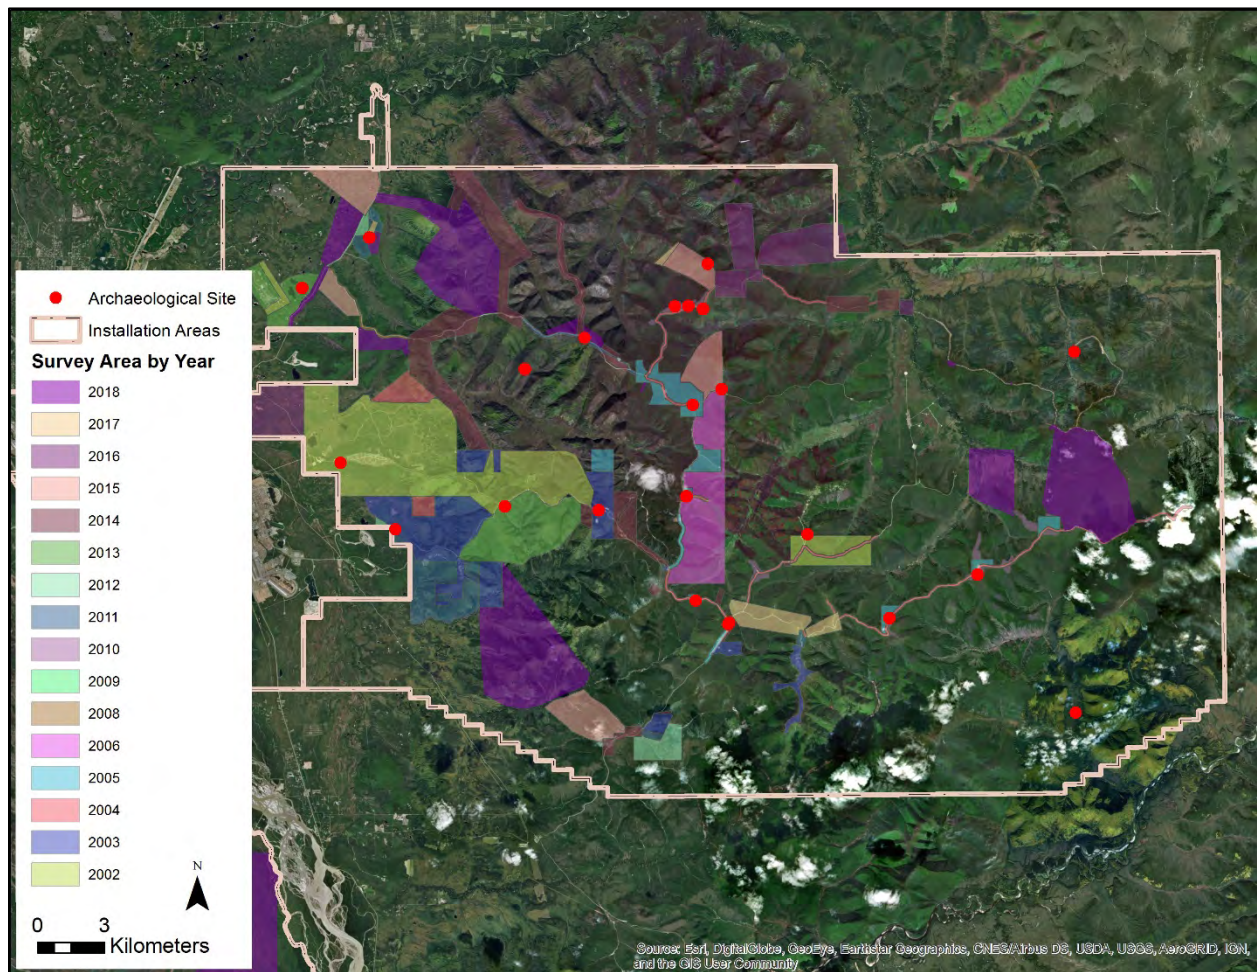 Archaeological Site
Installation Areas
Survey Area by Year
2018
2017
2016
2015
2014
2013
2012
2011
2010
2009
2008
2006
2005
2004
2003
2002
N
0 3
Kilometers
Source: Esri, DigitalGlobe, GeoEye, Earthstar Geographics, CNES/Airbus DS, USDA, USGS, AeroGRID, IGN,
and the GIS User Community